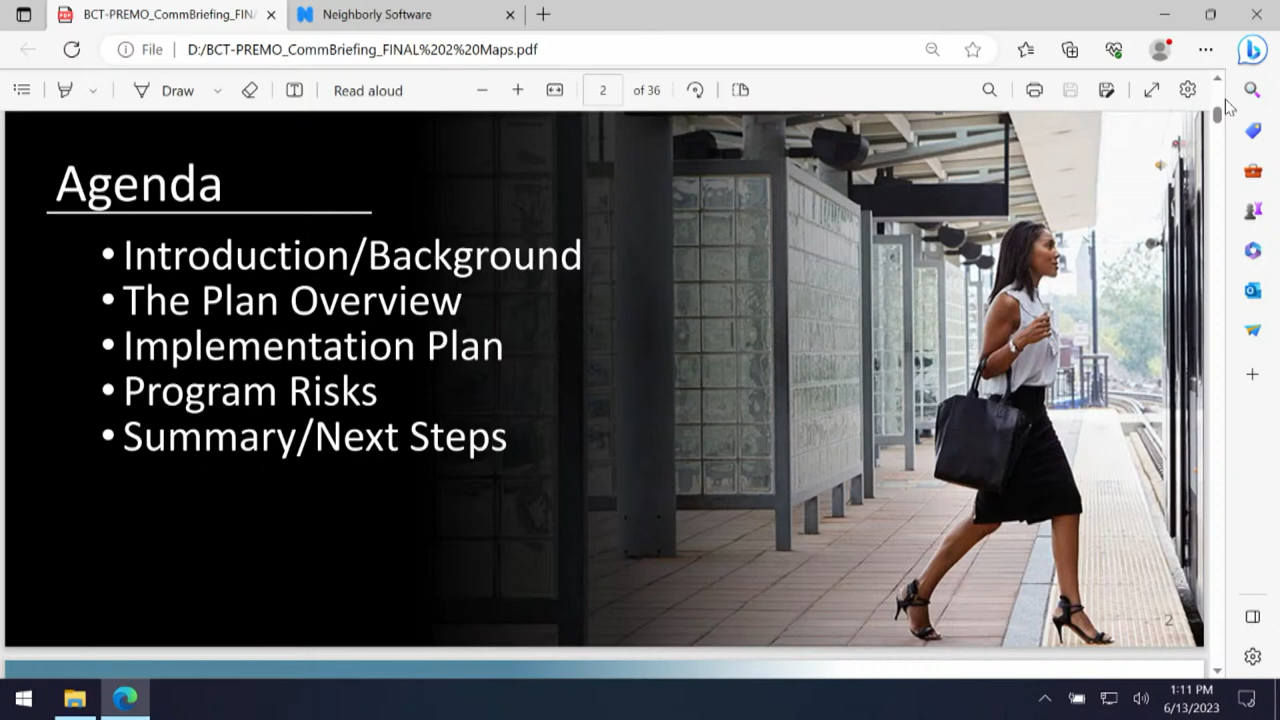 BCT-PREMO_CommBriefing_FIN
Neighborly Software
File
D:/BCT-PREMO_CommBriefing_FINAL%202%20Maps.pdf
Draw
Read aloud
2 of 36
Agenda
• Introduction/Background
• The Plan Overview
• Implementation Plan
• Program Risks
• Summary/Next Steps
2
1:11 PM
6/13/2023